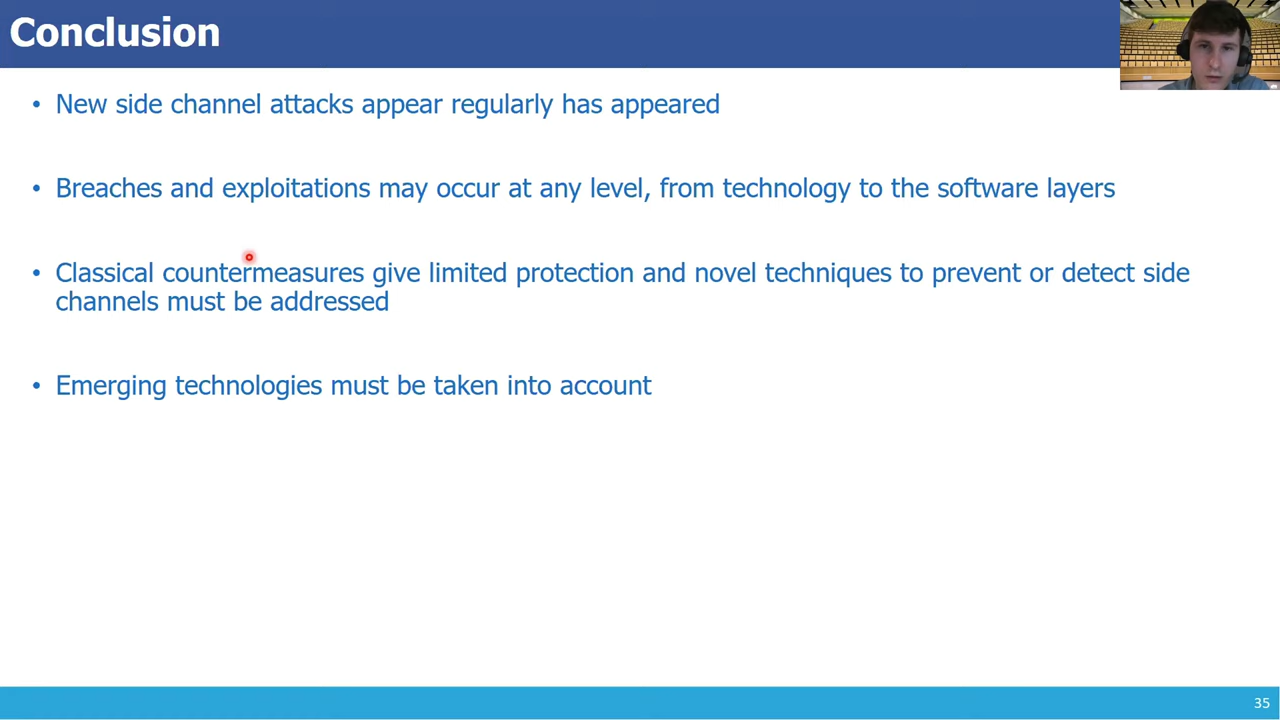 Conclusion
• New side channel attacks appear regularly has appeared
• Breaches and exploitations may occur at any level, from technology to the software layers
• Classical countermeasures give limited protection and novel techniques to prevent or detect side
channels must be addressed
• Emerging technologies must be taken into account
35